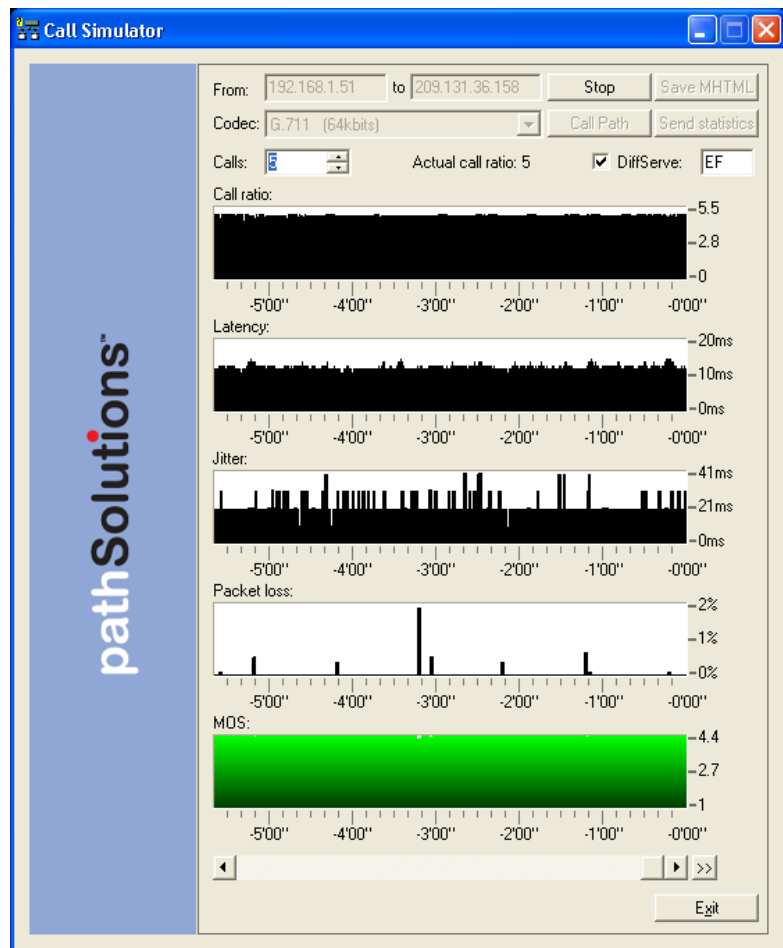 Call Simulator
pathSolutions™
From: 192.168.1.51 to 209.131.36.158 Stop Save MHTML
Codec: G.711 (64kbits) Call Path Send statistics
Calls: 5 Actual call ratio: 5 DiffServe: EF
Call ratio:
5.5
2.8
0
-5'00" -4'00" -3'00" -2'00" -1'00" -0'00"
Latency:
20ms
10ms
0ms
-5'00" -4'00" -3'00" -2'00" -1'00" -0'00"
Jitter:
41ms
21ms
0ms
-5'00" -4'00" -3'00" -2'00" -1'00" -0'00"
Packet loss:
2%
1%
0%
-5'00" -4'00" -3'00" -2'00" -1'00" -0'00"
MOS:
4.4
2.7
1
-5'00" -4'00" -3'00" -2'00" -1'00" -0'00"
>>
Exit